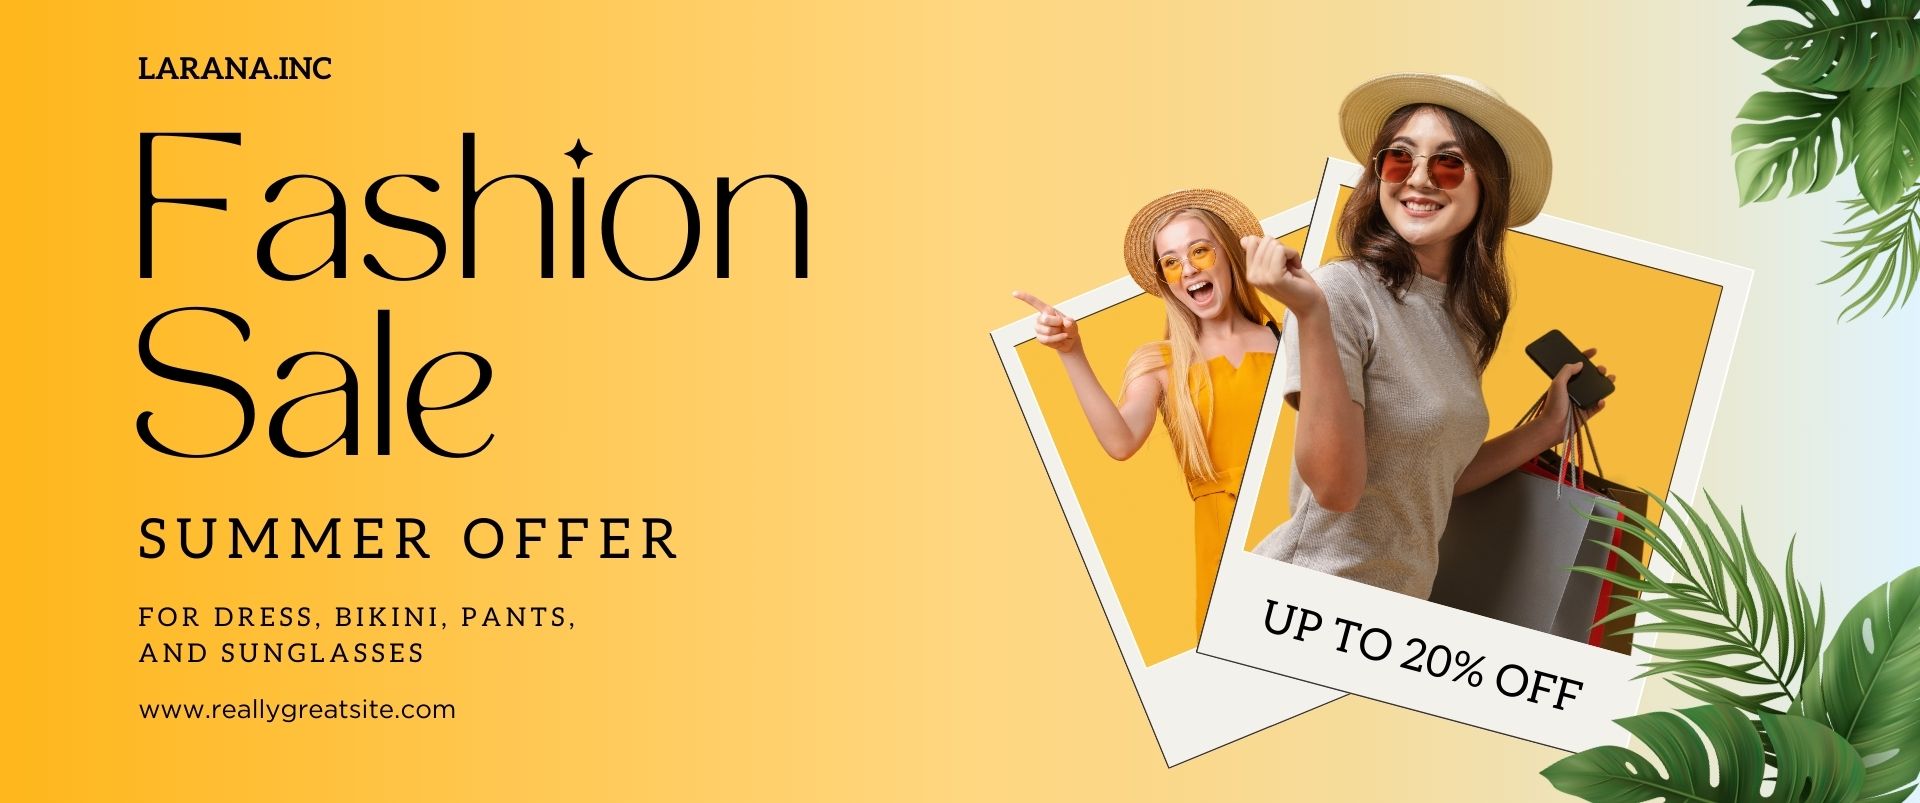 LARANA.INC
Fashion
Sale
SUMMER OFFER
FOR DRESS, BIKINI, PANTS,
AND SUNGLASSES
www.reallygreatsite.com
UP TO 20% OFF